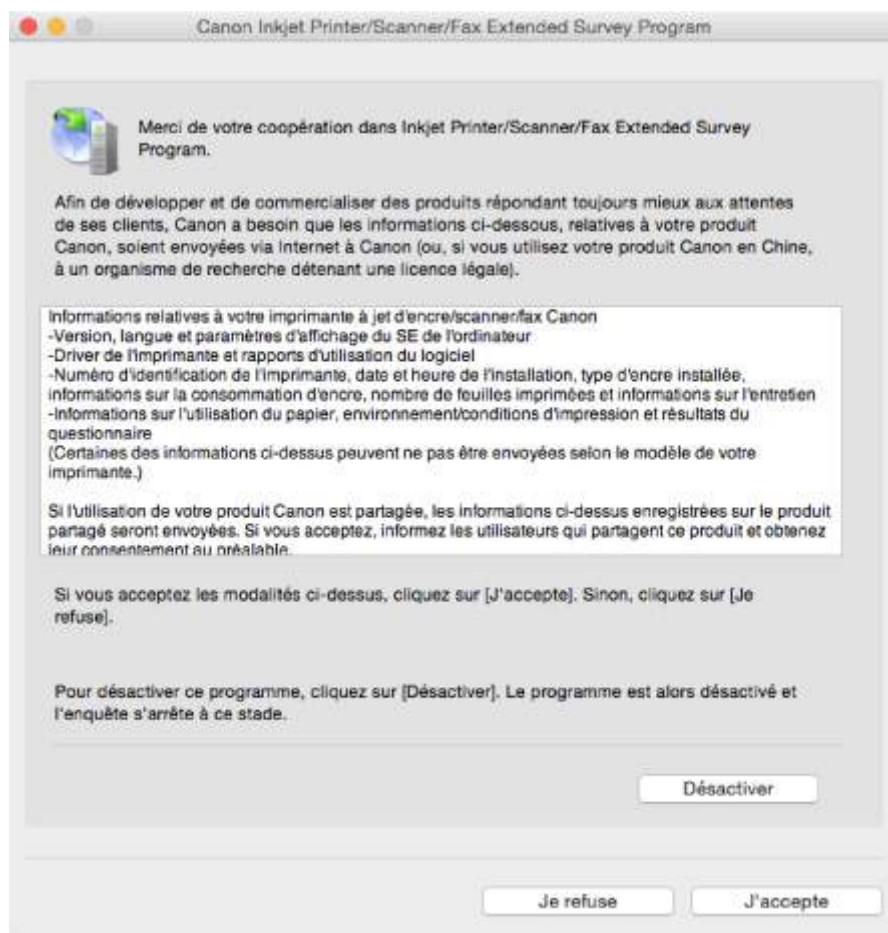 Canon Inkjet Printer/Scanner/Fax Extended Survey Program
Merci de votre coopération dans Inkjet Printer/Scanner/Fax Extended Survey
Program.
Afin de développer et de commercialiser des produits répondant toujours mieux aux attentes
de ses clients, Canon a besoin que les informations ci-dessous, relatives à votre produit
Canon, soient envoyées via Internet à Canon (ou, si vous utilisez votre produit Canon en Chine,
à un organisme de recherche détenant une licence légale).
Informations relatives à votre imprimante à jet d'encre/scanner/fax Canon
-Version, langue et paramètres d'affichage du SE de l'ordinateur
-Driver de l'imprimante et rapports d'utilisation du logiciel
-Numéro d'identification de l'imprimante, date et heure de l'installation, type d'encre installée,
informations sur la consommation d'encre, nombre de feuilles imprimées et informations sur l'entretien
-Informations sur l'utilisation du papier, environnement/conditions d'impression et résultats du
questionnaire
(Certaines des informations ci-dessus peuvent ne pas être envoyées selon le modèle de votre
imprimante.)
Si l'utilisation de votre produit Canon est partagée, les informations ci-dessus enregistrées sur le produit
partagé seront envoyées. Si vous acceptez, informez les utilisateurs qui partagent ce produit et obtenez
leur consentement au préalable.
Si vous acceptez les modalités ci-dessus, cliquez sur [J'accepte]. Sinon, cliquez sur [Je
refuse].
Pour désactiver ce programme, cliquez sur [Désactiver]. Le programme est alors désactivé et
l'enquête s'arrête à ce stade.
Désactiver
Je refuse
J'accepte